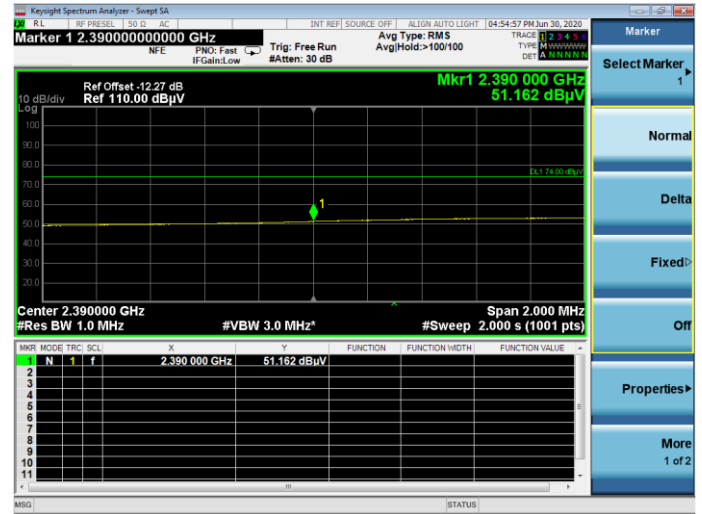 Keysight Spectrum Analyzer - Swept SA
RL RF PRESEL 50 Ω AC INT REF SOURCE OFF ALIGN AUTO LIGHT 04:54:57 PM Jun 30, 2020
Marker 1 2.390000000000 GHz
NFE PNO: Fast IFGain:Low
Trig: Free Run
#Atten: 30 dB
Avg Type: RMS
Avg|Hold:>100/100
TRACE 1 2 3 4 5 6
TYPE M WWWWW
DET A N N N N N
Ref Offset -12.27 dB
10 dB/div Ref 110.00 dBµV
Log
Mkr1 2.390 000 GHz
51.162 dBµV
100
90.0
80.0
DL1 74.00 dBµV
70.0
60.0
1
50.0
40.0
30.0
20.0
Center 2.390000 GHz Span 2.000 MHz
#Res BW 1.0 MHz #VBW 3.0 MHz* #Sweep 2.000 s (1001 pts)
MKR MODE TRC SCL X Y FUNCTION FUNCTION WIDTH FUNCTION VALUE
1 N 1 f 2.390 000 GHz 51.162 dBµV
2
3
4
5
6
7
8
9
10
11
MSG STATUS
Marker
Select Marker
1
Normal
Delta
Fixed
Off
Properties
More
1 of 2